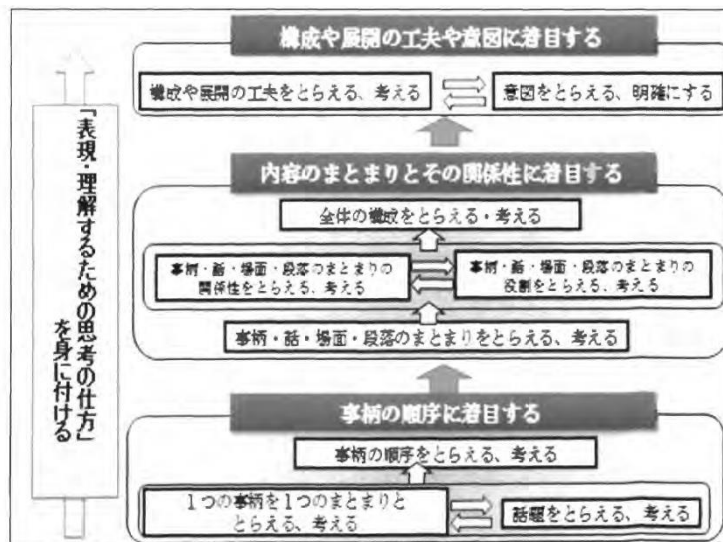 構成や展開の工夫や意図に着目する
構成や展開の工夫をとらえる、考える
意図をとらえる、明確にする
内容のまとまりとその関係性に着目する
全体の構成をとらえる・考える
事柄・話・場面・段落のまとまりの
関係性をとらえる、考える
事柄・話・場面・段落のまとまりの
役割をとらえる、考える
事柄・話・場面・段落のまとまりをとらえる、考える
事柄の順序に着目する
事柄の順序をとらえる、考える
1つの事柄を1つのまとまりと
とらえる、考える
話題をとらえる、考える
「表現・理解するための思考の仕方」
を身に付ける